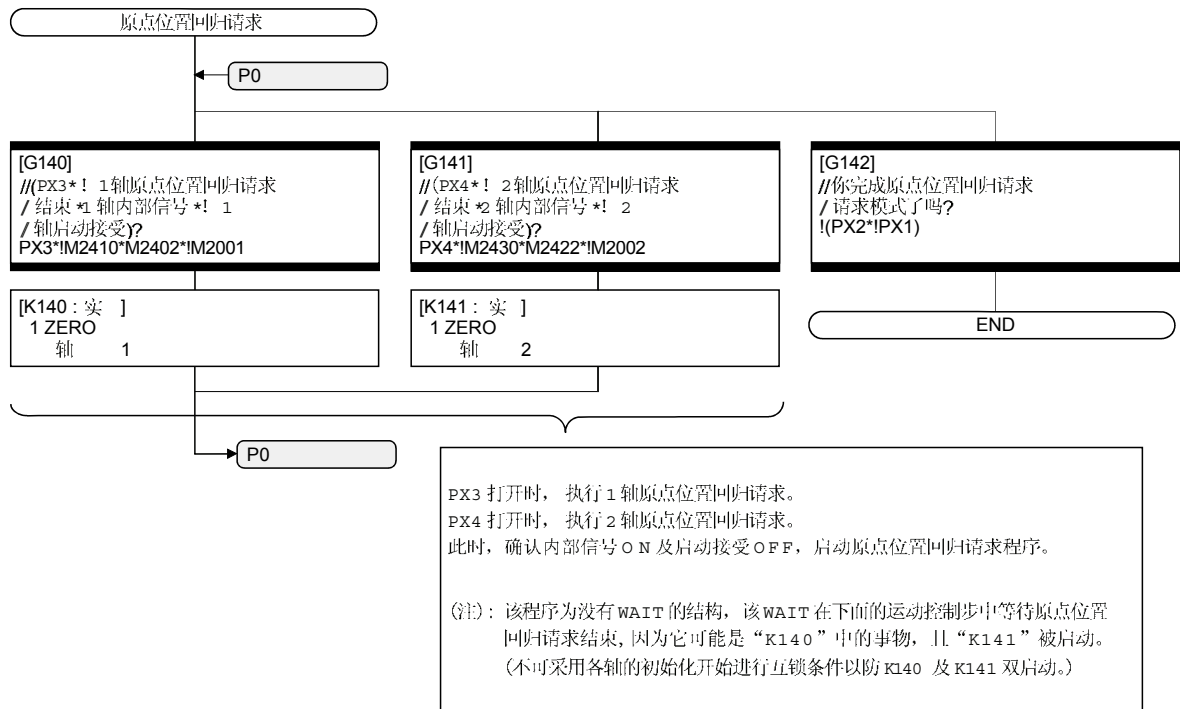 原点位置回归请求
P0
[G140]
//(PX3*! 1轴原点位置回归请求
/ 结束 *1 轴内部信号 *! 1
/ 轴启动接受)?
PX3*!M2410*M2402*!M2001
[G141]
//(PX4*! 2轴原点位置回归请求
/ 结束 *2 轴内部信号 *! 2
/ 轴启动接受)?
PX4*!M2430*M2422*!M2002
[G142]
//你完成原点位置回归请求
/ 请求模式了吗?
!(PX2*!PX1)
[K140 : 实 ]
1 ZERO
轴 1
[K141 : 实 ]
1 ZERO
轴 2
END
P0
PX3 打开时， 执行 1 轴原点位置回归请求。
PX4 打开时， 执行 2 轴原点位置回归请求。
此时，确认内部信号ON及启动接受OFF，启动原点位置回归请求程序。
(注)：该程序为没有 WAIT 的结构，该 WAIT 在下面的运动控制步中等待原点位置
回归请求结束,因为它可能是“K140”中的事物，且“K141”被启动。
(不可采用各轴的初始化开始进行互锁条件以防 K140 及 K141 双启动。)